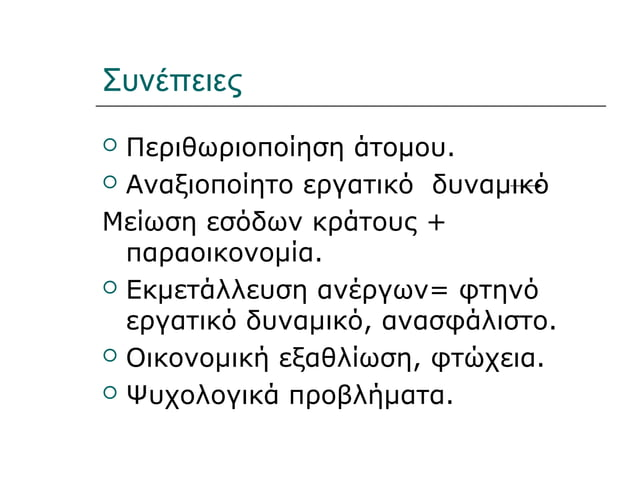 Συνέπειες
Περιθωριοποίηση άτομου.
Αναξιοποίητο εργατικό δυναμικό
Μείωση εσόδων κράτους +
παραοικονομία.
Εκμετάλλευση ανέργων= φτηνό
εργατικό δυναμικό, ανασφάλιστο.
Οικονομική εξαθλίωση, φτώχεια.
Ψυχολογικά προβλήματα.